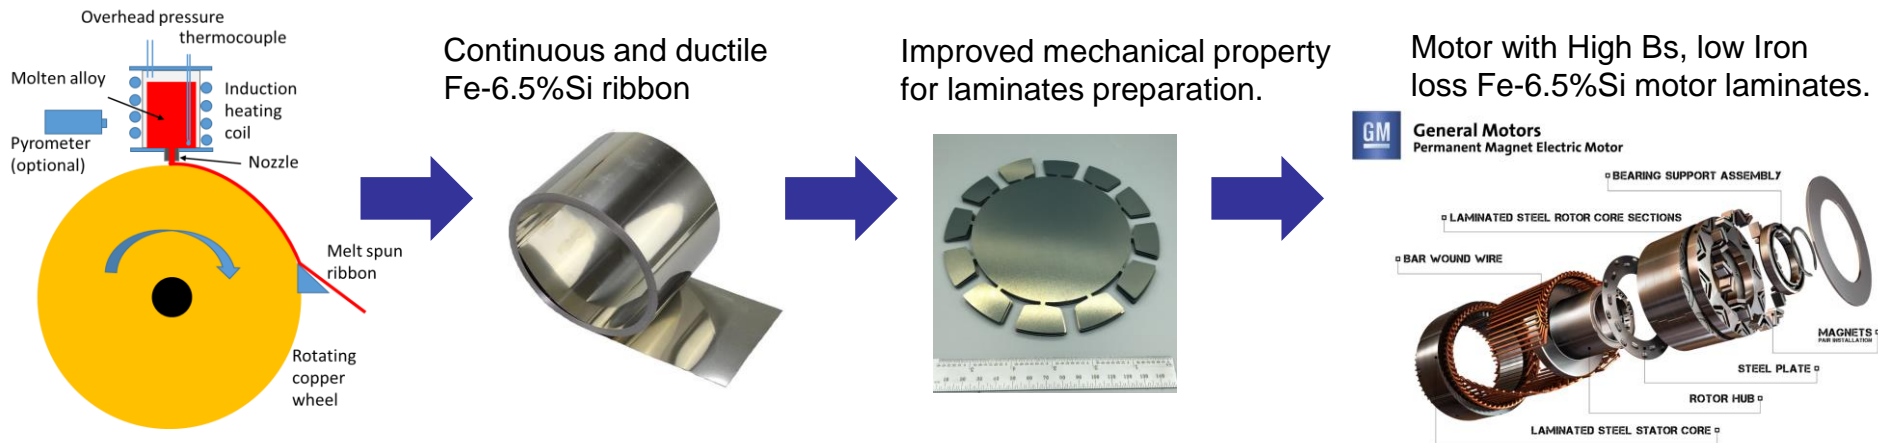 Overhead pressure
thermocouple
Molten alloy
Induction
heating
coil
Pyrometer
(optional)
Nozzle
Melt spun
ribbon
Rotating
copper
wheel
Continuous and ductile
Fe-6.5%Si ribbon
Improved mechanical property
for laminates preparation.
Motor with High Bs, low Iron
loss Fe-6.5%Si motor laminates.
GM
General Motors
Permanent Magnet Electric Motor
BEARING SUPPORT ASSEMBLY
LAMINATED STEEL ROTOR CORE SECTIONS
BAR WOUND WIRE
MAGNETS
PAIR INSTALLATION
STEEL PLATE
ROTOR HUB
LAMINATED STEEL STATOR CORE